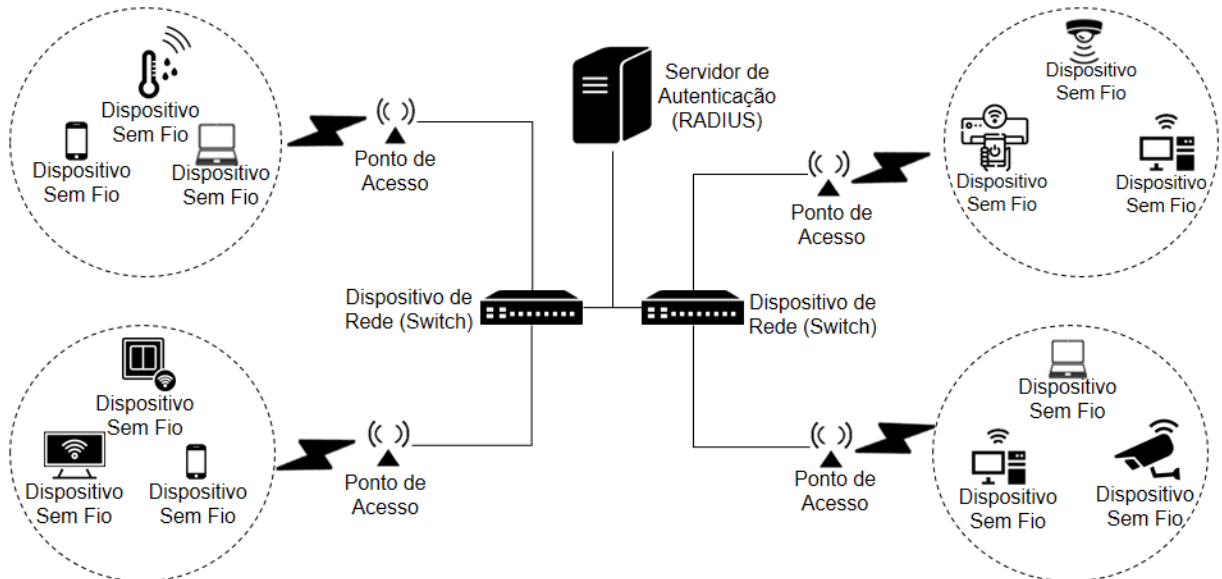 Dispositivo
Sem Fio
Dispositivo
Sem Fio
Dispositivo
Sem Fio
Ponto de
Acesso
Servidor de
Autenticação
(RADIUS)
Dispositivo
Sem Fio
Dispositivo
Sem Fio
Dispositivo
Sem Fio
Ponto de
Acesso
Dispositivo de
Rede (Switch)
Dispositivo de
Rede (Switch)
Dispositivo
Sem Fio
Dispositivo
Sem Fio
Dispositivo
Sem Fio
Ponto de
Acesso
Ponto de
Acesso
Dispositivo
Sem Fio
Dispositivo
Sem Fio
Dispositivo
Sem Fio